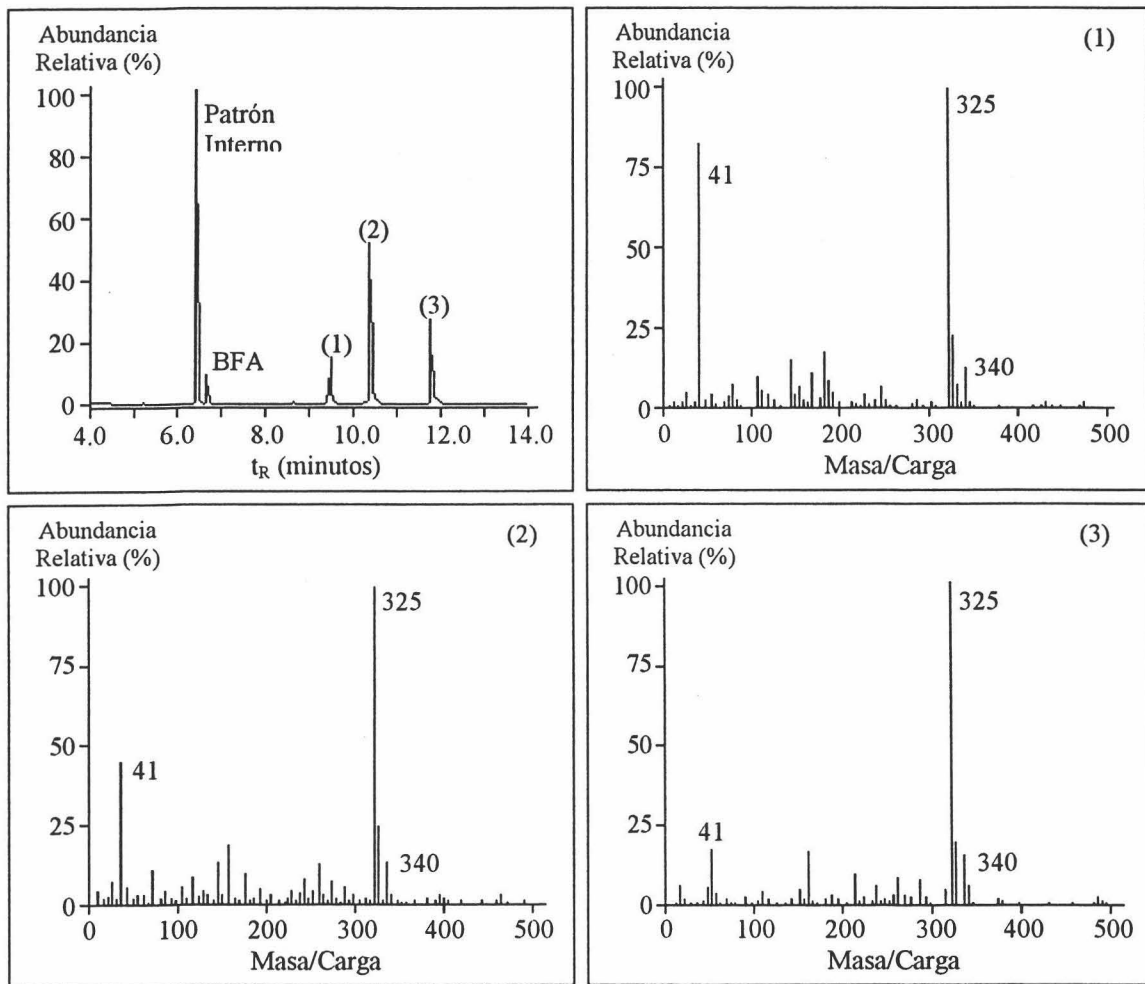 Abundancia
Relativa (%)
100
80
60
40
20
0
Patrón
Interno
BFA
(1)
(2)
(3)
4.0 6.0 8.0 10.0 12.0 14.0
tR (minutos)
Abundancia
Relativa (%)
(1)
100
75
50
25
0
325
41
340
0 100 200 300 400 500
Masa/Carga
Abundancia
Relativa (%)
(2)
100
75
50
25
0
325
41
340
0 100 200 300 400 500
Masa/Carga
Abundancia
Relativa (%)
(3)
100
75
50
25
0
325
41
340
0 100 200 300 400 500
Masa/Carga